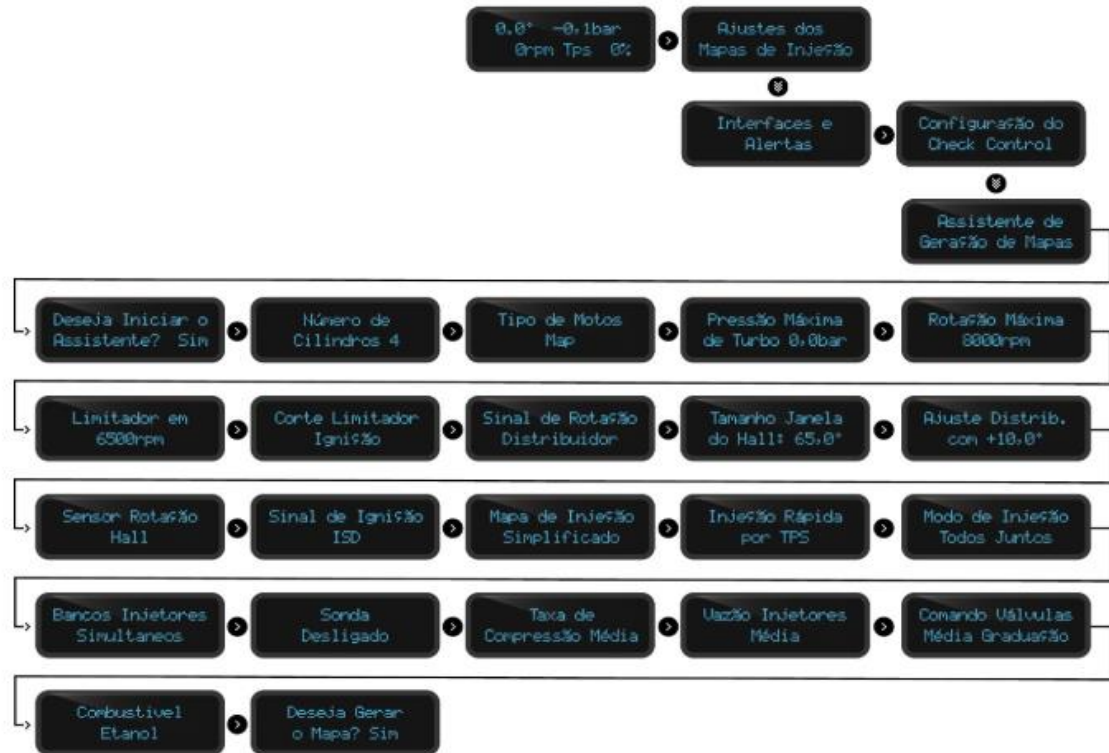 0.0° -0,1bar
0rpm Tps 0%
Ajustes dos
Mapas de Injeção
Interfaces e
Alertas
Configuração do
Check Control
Assistente de
Geração de Mapas
Deseja Iniciar o
Assistente? Sim
Número de
Cilindros 4
Tipo de Motos
Map
Pressão Máxima
de Turbo 0,0bar
Rotação Máxima
8000rpm
Limitador em
6500rpm
Corte Limitador
Ignição
Sinal de Rotação
Distribuidor
Tamanho Janela
do Hall: 65,0°
Ajuste Distrib.
com +10,0°
Sensor Rotação
Hall
Sinal de Ignição
ISD
Mapa de Injeção
Simplificado
Injeção Rápida
por TPS
Modo de Injeção
Todos Juntos
Bancos Injetores
Simultaneos
Sonda
Desligado
Taxa de
Compressão Média
Vazão Injetores
Média
Comando Válvulas
Média Graduação
Combustivel
Etanol
Deseja Gerar
o Mapa? Sim